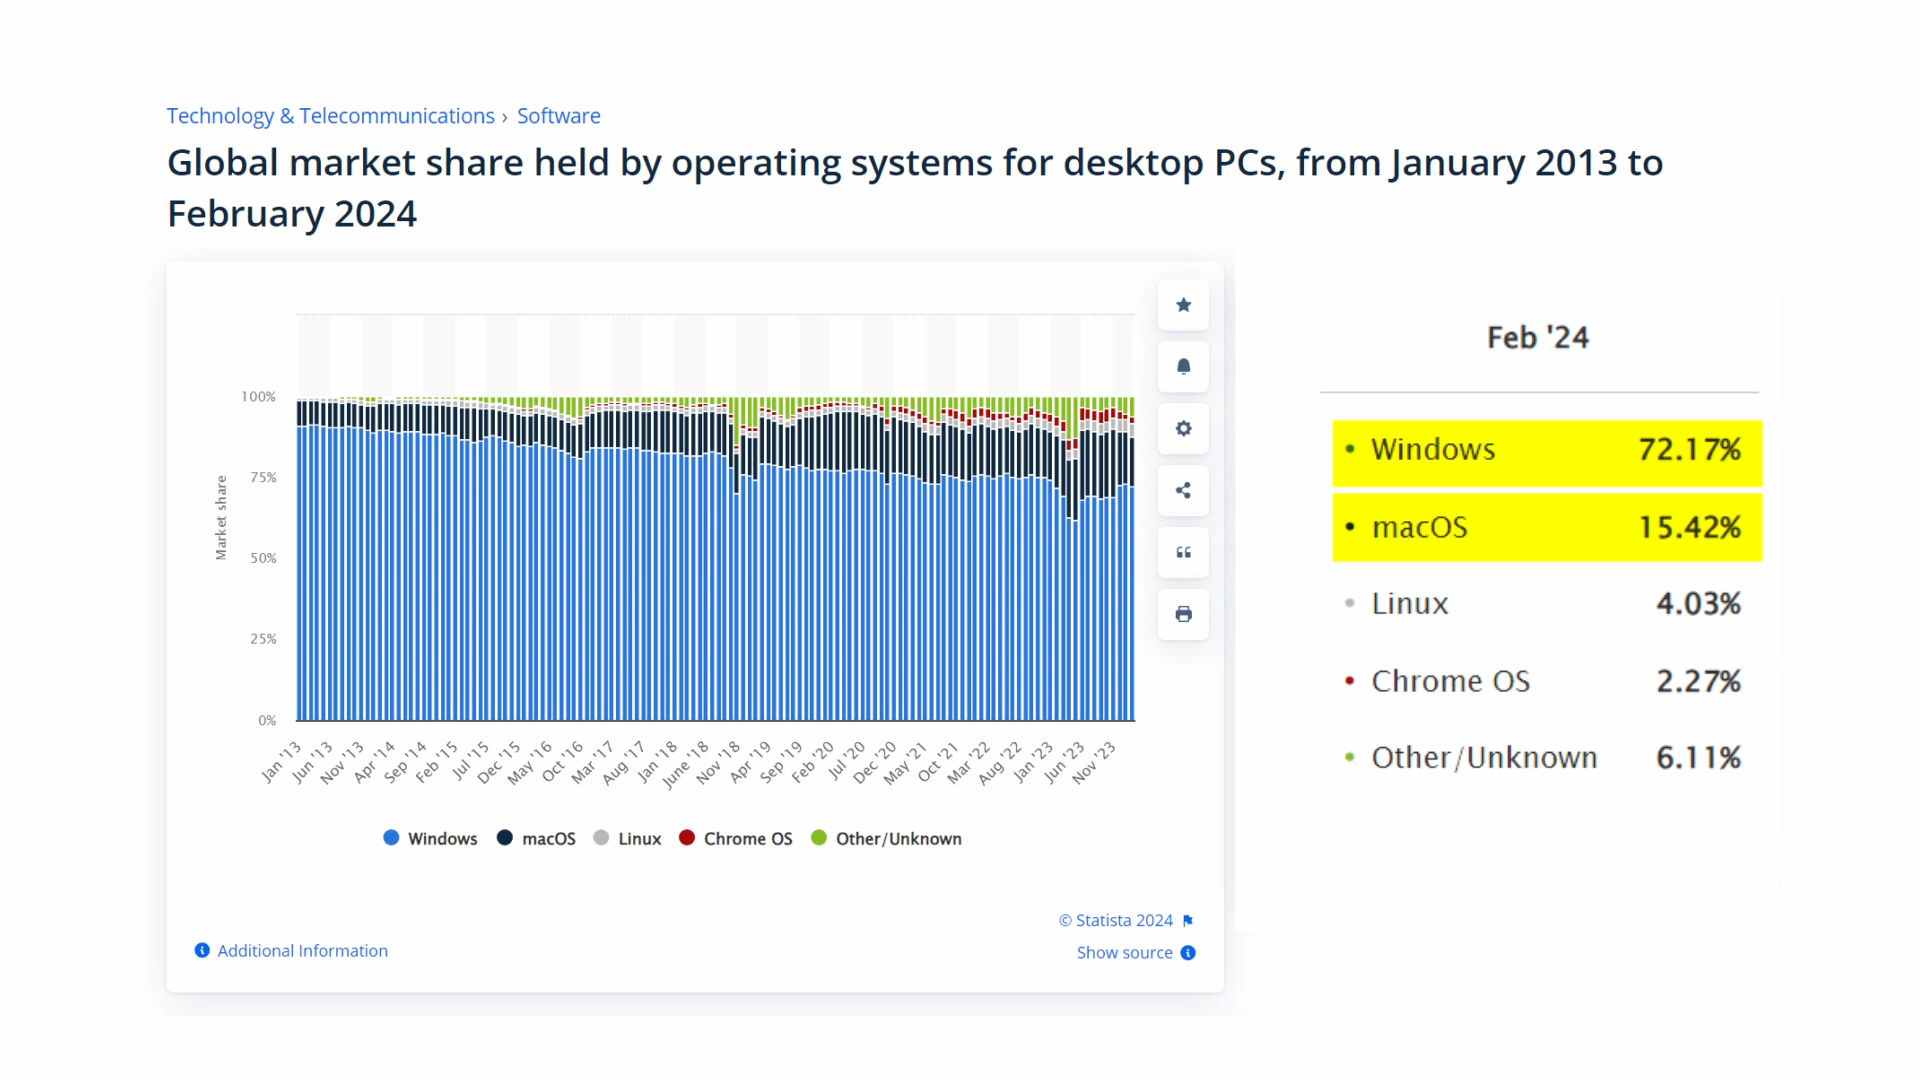 Technology & Telecommunications › Software
Global market share held by operating systems for desktop PCs, from January 2013 to
February 2024
100%
75%
50%
25%
0%
Market share
Jan '13
Jun '13
Nov '13
Apr '14
Sep '14
Feb '15
Jul '15
Dec '15
May '16
Oct '16
Mar '17
Aug '17
Jan '18
June '18
Nov '18
Apr '19
Sep '19
Feb '20
Jul '20
Dec '20
May '21
Oct '21
Mar '22
Aug '22
Jan '23
Jun '23
Nov '23
Windows macOS Linux Chrome OS Other/Unknown
© Statista 2024
Additional Information
Show source
Feb '24
Windows 72.17%
macOS 15.42%
Linux 4.03%
Chrome OS 2.27%
Other/Unknown 6.11%